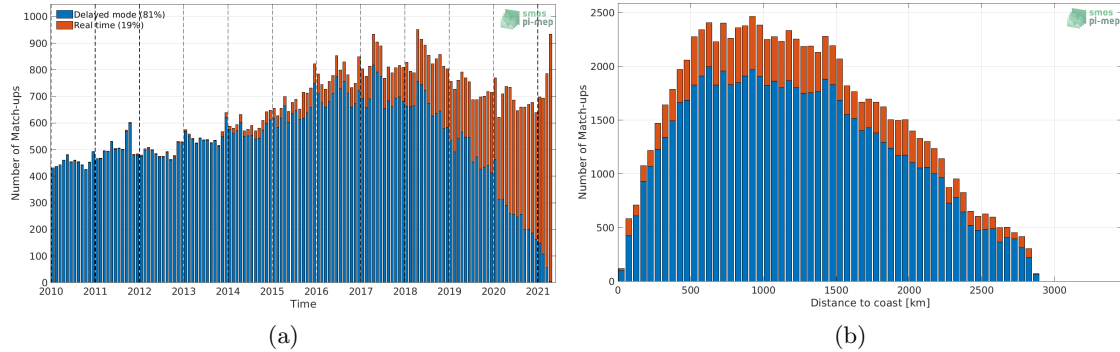 Delayed mode (81%)
Real time (19%)
smos
pi-mep
Number of Match-ups
1000
900
800
700
600
500
400
300
200
100
0
2010 2011 2012 2013 2014 2015 2016 2017 2018 2019 2020 2021
Time
(a)
smos
pi-mep
Number of Match-ups
2500
2000
1500
1000
500
0
0 500 1000 1500 2000 2500 3000
Distance to coast [km]
(b)